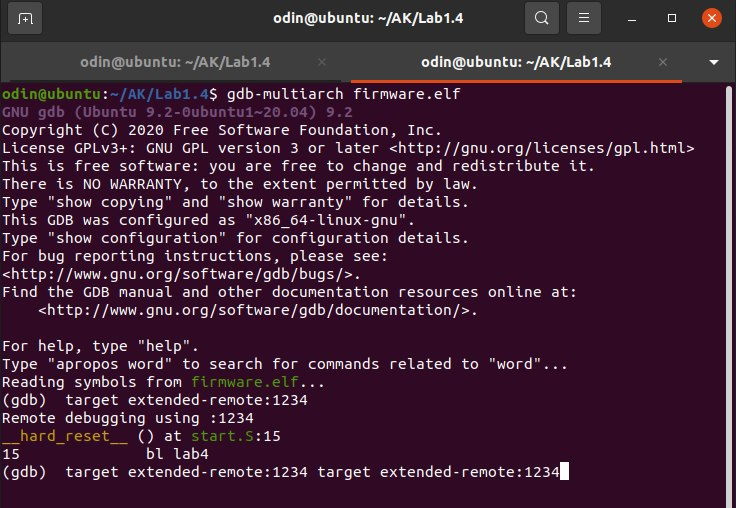 odin@ubuntu: ~/AK/Lab1.4
odin@ubuntu: ~/AK/Lab1.4 × odin@ubuntu: ~/AK/Lab1.4 ×
odin@ubuntu:~/AK/Lab1.4$ gdb-multiarch firmware.elf
GNU gdb (Ubuntu 9.2-0ubuntu1~20.04) 9.2
Copyright (C) 2020 Free Software Foundation, Inc.
License GPLv3+: GNU GPL version 3 or later <http://gnu.org/licenses/gpl.html>
This is free software: you are free to change and redistribute it.
There is NO WARRANTY, to the extent permitted by law.
Type "show copying" and "show warranty" for details.
This GDB was configured as "x86_64-linux-gnu".
Type "show configuration" for configuration details.
For bug reporting instructions, please see:
<http://www.gnu.org/software/gdb/bugs/>.
Find the GDB manual and other documentation resources online at:
    <http://www.gnu.org/software/gdb/documentation/>.

For help, type "help".
Type "apropos word" to search for commands related to "word"...
Reading symbols from firmware.elf...
(gdb)  target extended-remote:1234
Remote debugging using :1234
__hard_reset__ () at start.S:15
15              bl lab4
(gdb)  target extended-remote:1234 target extended-remote:1234